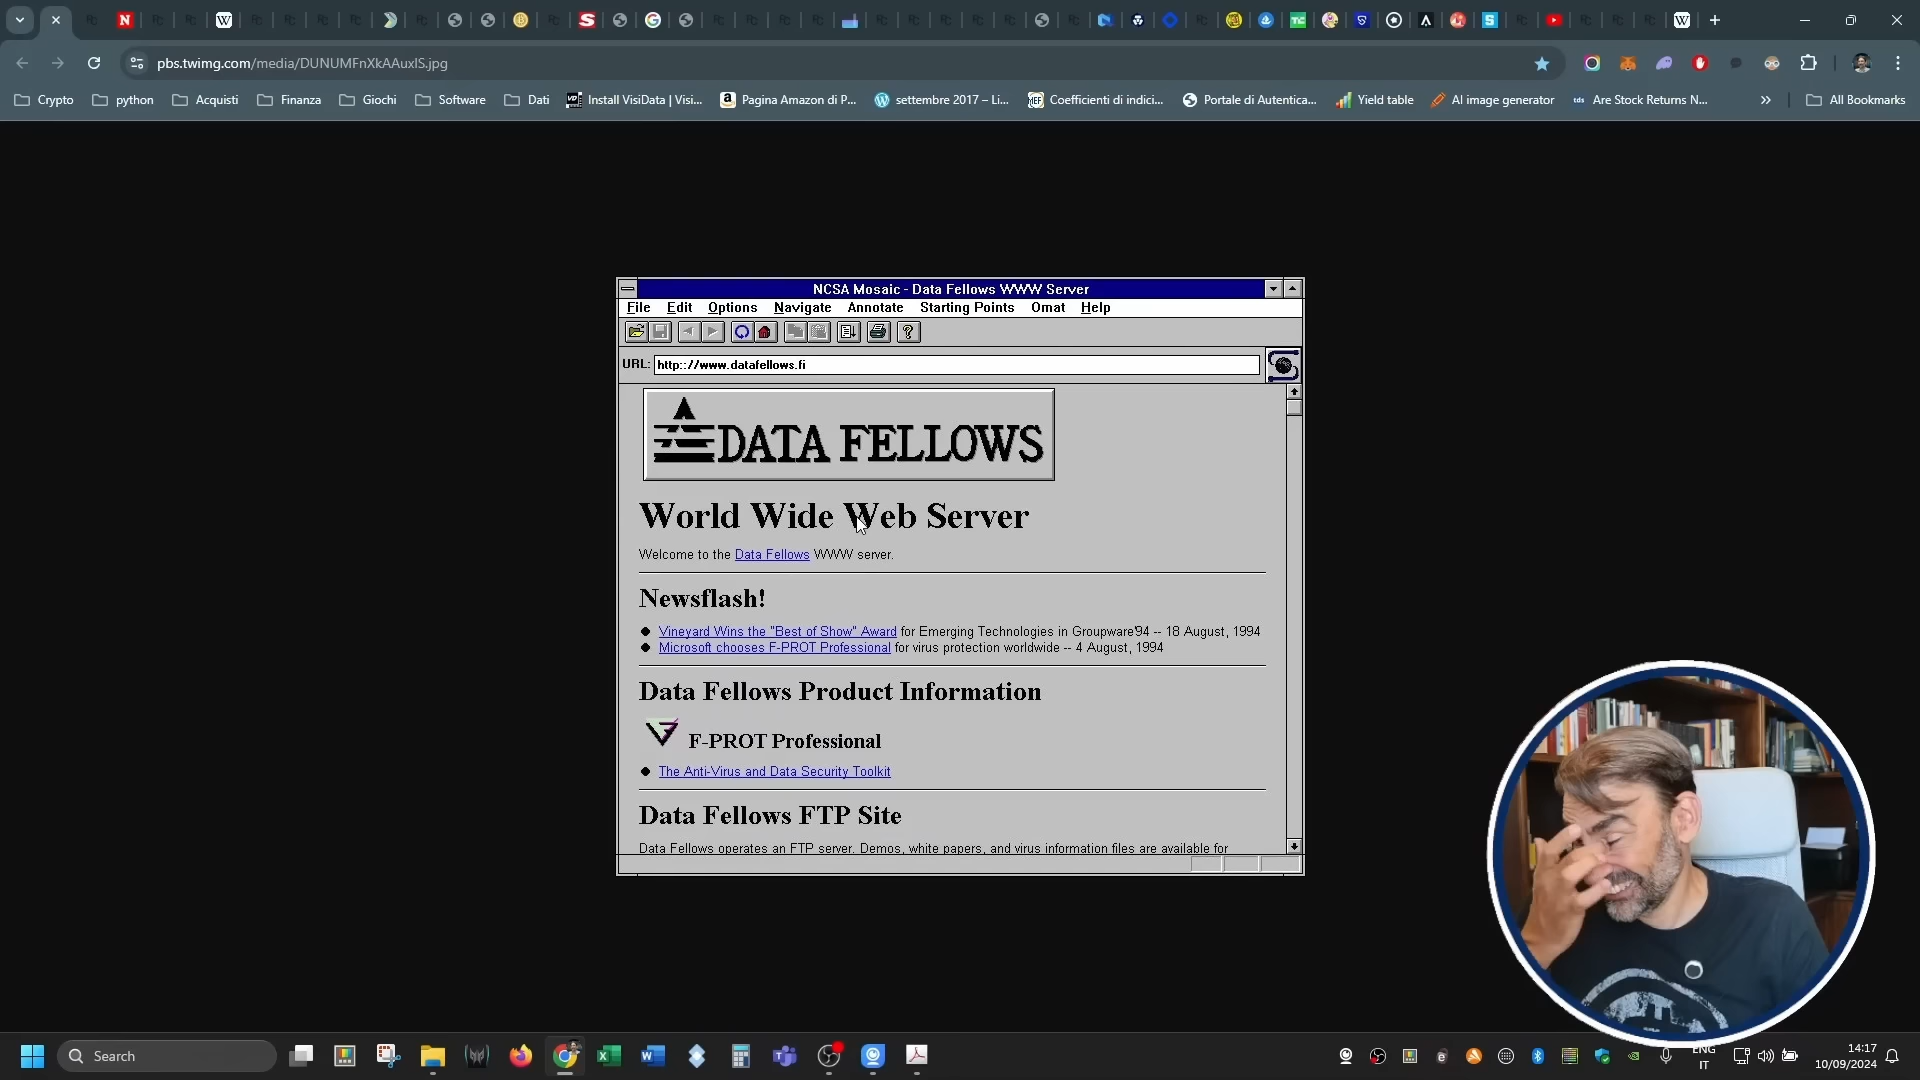 pbs.twimg.com/media/DUNUMFnXkAAuxIS.jpg
Crypto python Acquisti Finanza Giochi Software Dati Install VisiData | Visi... Pagina Amazon di P... settembre 2017 – Li... Coefficienti di indici... Portale di Autentica... Yield table AI image generator Are Stock Returns N... » All Bookmarks
NCSA Mosaic - Data Fellows WWW Server
File Edit Options Navigate Annotate Starting Points Omat Help
URL: http:://www.datafellows.fi
DATA FELLOWS
World Wide Web Server
Welcome to the Data Fellows WWW server.
Newsflash!
Vineyard Wins the "Best of Show" Award for Emerging Technologies in Groupware'94 -- 18 August, 1994
Microsoft chooses F-PROT Professional for virus protection worldwide -- 4 August, 1994
Data Fellows Product Information
F-PROT Professional
The Anti-Virus and Data Security Toolkit
Data Fellows FTP Site
Data Fellows operates an FTP server. Demos, white papers, and virus information files are available for
Search
ENG
IT
14:17
10/09/2024